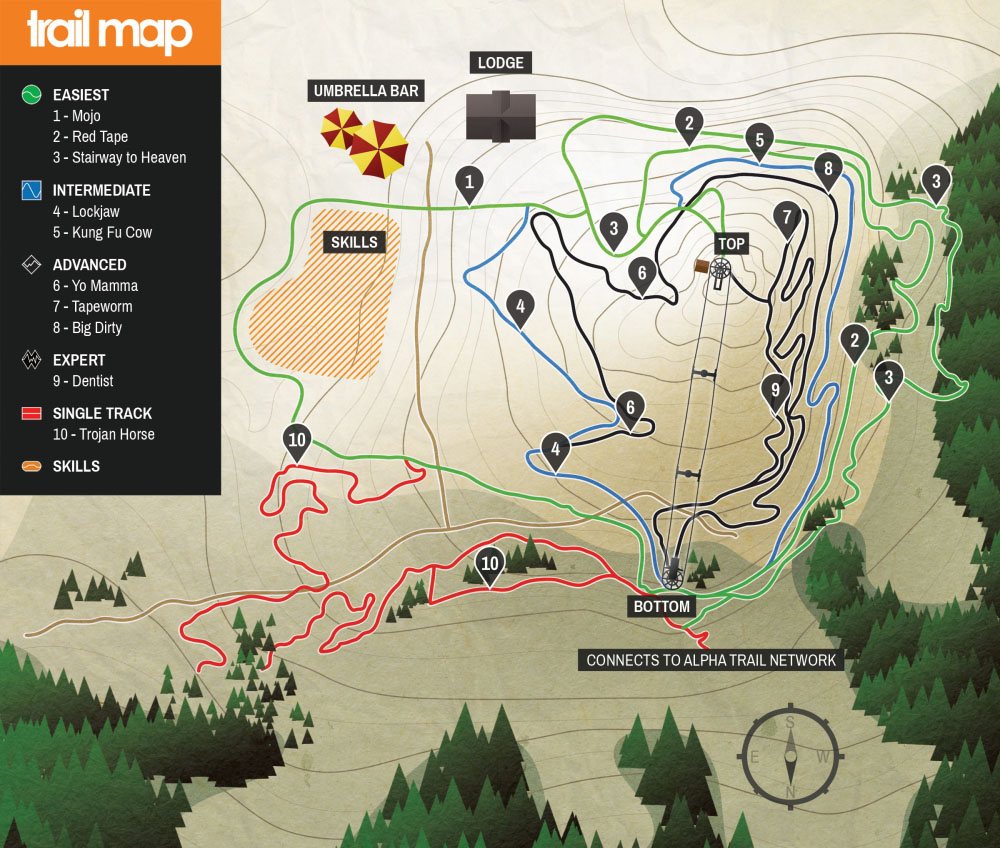 trail map
EASIEST
1 - Mojo
2 - Red Tape
3 - Stairway to Heaven
INTERMEDIATE
4 - Lockjaw
5 - Kung Fu Cow
ADVANCED
6 - Yo Mamma
7 - Tapeworm
8 - Big Dirty
EXPERT
9 - Dentist
SINGLE TRACK
10 - Trojan Horse
SKILLS
LODGE
UMBRELLA BAR
2
5
8
3
1
7
3
SKILLS
TOP
6
4
2
3
9
6
10
4
10
BOTTOM
CONNECTS TO ALPHA TRAIL NETWORK
S
E
W
N